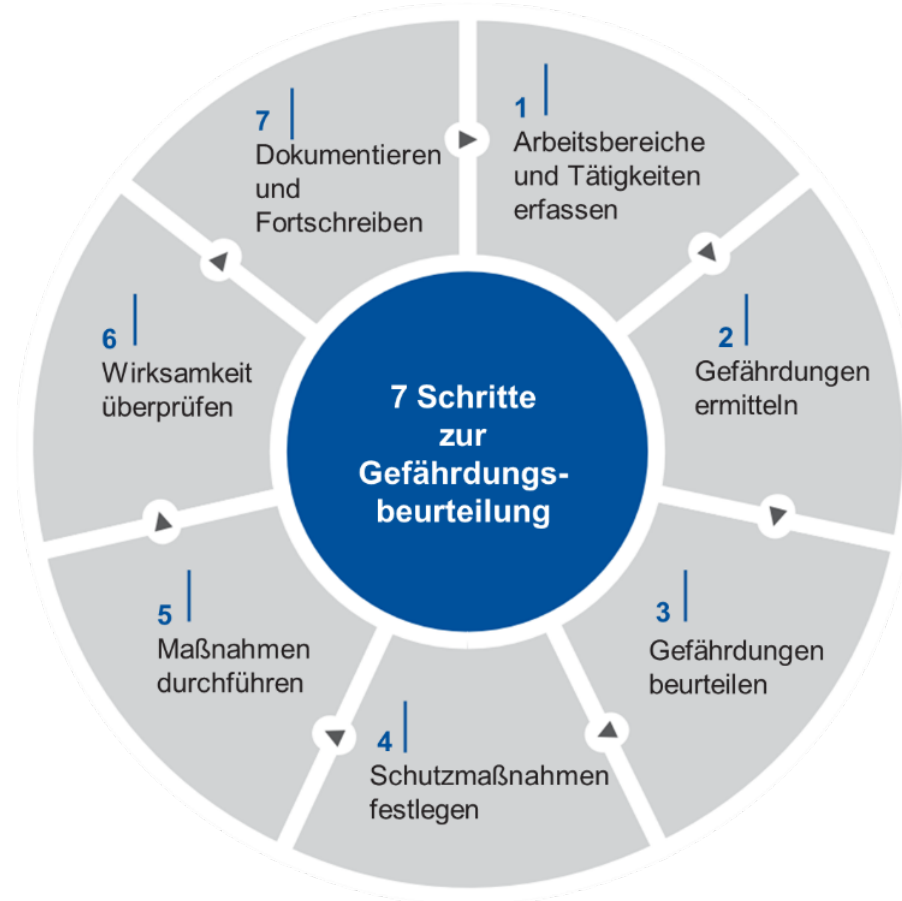 7 Schritte
zur
Gefährdungs-
beurteilung
1
Arbeitsbereiche
und Tätigkeiten
erfassen
2
Gefährdungen
ermitteln
3
Gefährdungen
beurteilen
4
Schutzmaßnahmen
festlegen
5
Maßnahmen
durchführen
6
Wirksamkeit
überprüfen
7
Dokumentieren
und
Fortschreiben